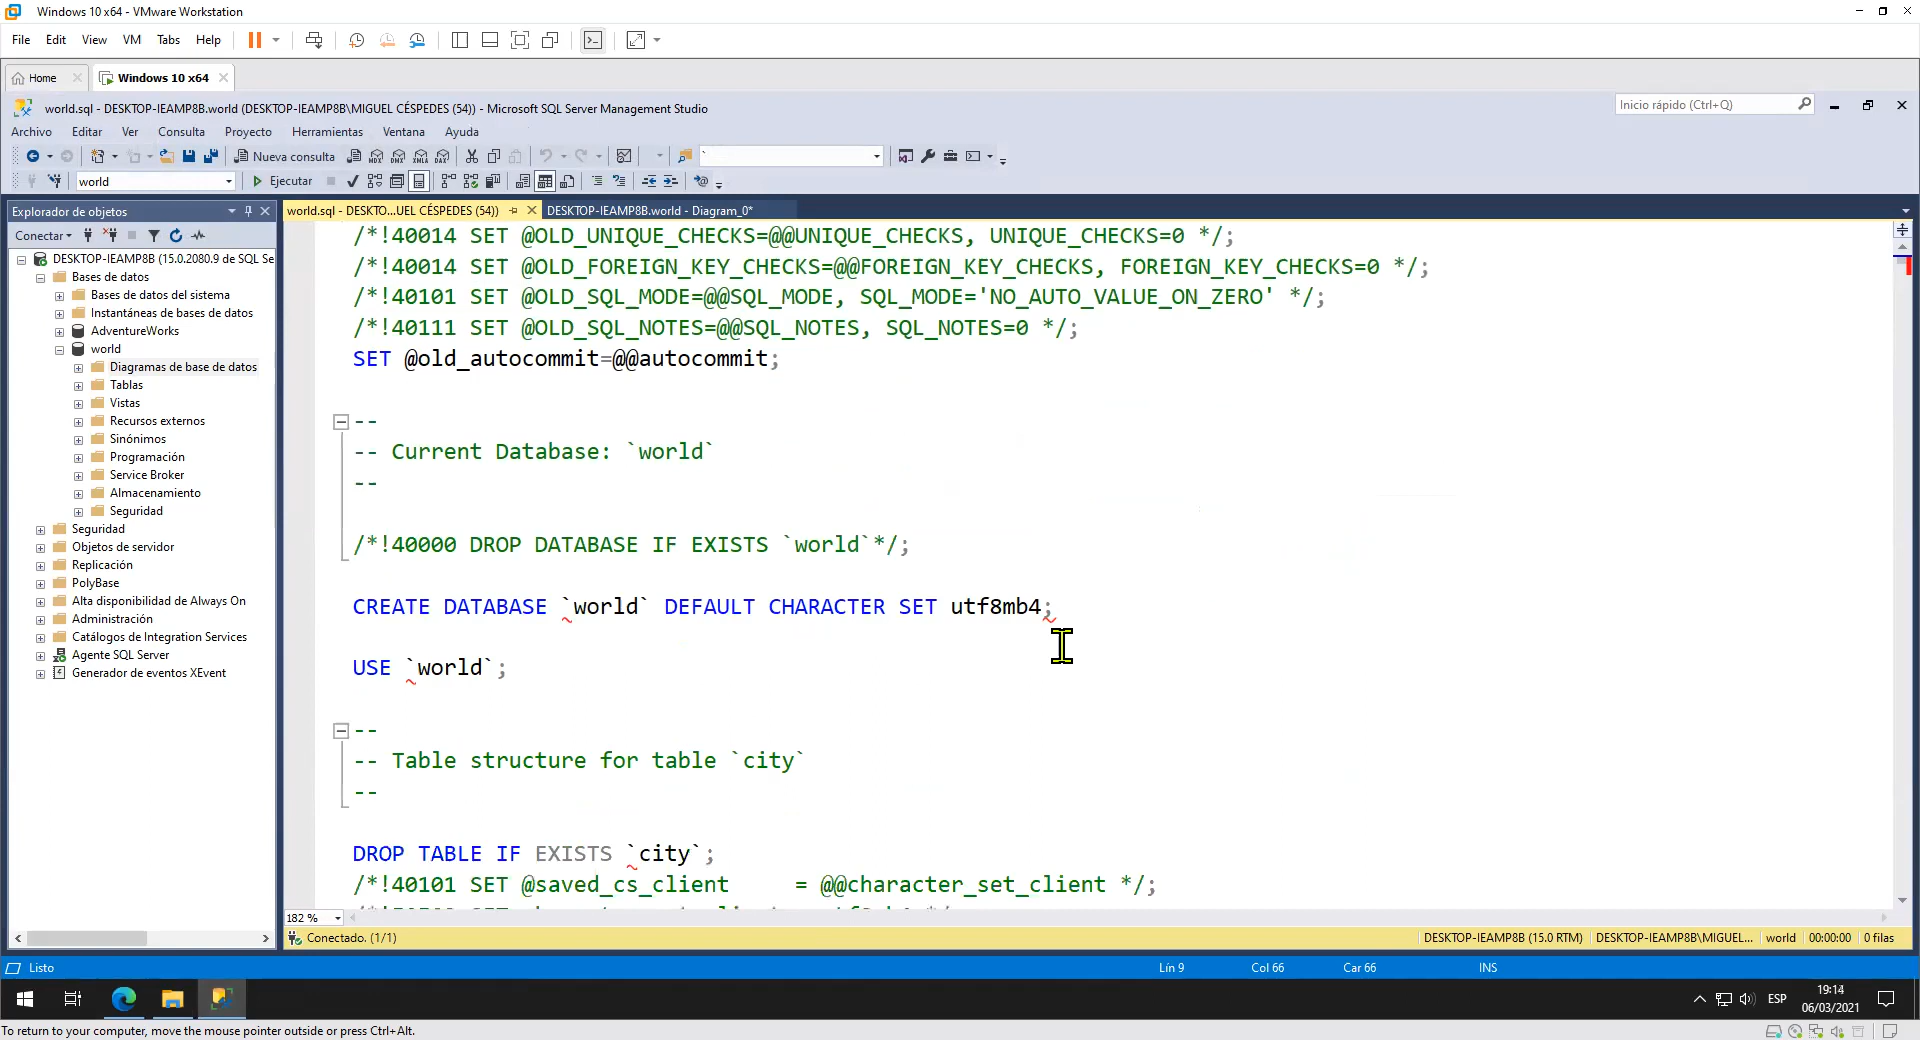 Windows 10 x64 - VMware Workstation
File Edit View VM Tabs Help
Home Windows 10 x64
world.sql - DESKTOP-IEAMP8B.world (DESKTOP-IEAMP8B\MIGUEL CÉSPEDES (54)) - Microsoft SQL Server Management Studio
Inicio rápido (Ctrl+Q)
Archivo Editar Ver Consulta Proyecto Herramientas Ventana Ayuda
Nueva consulta
world Ejecutar
Explorador de objetos
world.sql - DESKTO...UEL CÉSPEDES (54)) DESKTOP-IEAMP8B.world - Diagram_0*
Conectar
DESKTOP-IEAMP8B (15.0.2080.9 de SQL Se
Bases de datos
Bases de datos del sistema
Instantáneas de bases de datos
AdventureWorks
world
Diagramas de base de datos
Tablas
Vistas
Recursos externos
Sinónimos
Programación
Service Broker
Almacenamiento
Seguridad
Seguridad
Objetos de servidor
Replicación
PolyBase
Alta disponibilidad de Always On
Administración
Catálogos de Integration Services
Agente SQL Server
Generador de eventos XEvent
/*!40014 SET @OLD_UNIQUE_CHECKS=@@UNIQUE_CHECKS, UNIQUE_CHECKS=0 */;
/*!40014 SET @OLD_FOREIGN_KEY_CHECKS=@@FOREIGN_KEY_CHECKS, FOREIGN_KEY_CHECKS=0 */;
/*!40101 SET @OLD_SQL_MODE=@@SQL_MODE, SQL_MODE='NO_AUTO_VALUE_ON_ZERO' */;
/*!40111 SET @OLD_SQL_NOTES=@@SQL_NOTES, SQL_NOTES=0 */;
SET @old_autocommit=@@autocommit;
--
-- Current Database: `world`
--
/*!40000 DROP DATABASE IF EXISTS `world`*/;
CREATE DATABASE `world` DEFAULT CHARACTER SET utf8mb4;
USE `world`;
--
-- Table structure for table `city`
--
DROP TABLE IF EXISTS `city`;
/*!40101 SET @saved_cs_client     = @@character_set_client */;
182 %
Conectado. (1/1) DESKTOP-IEAMP8B (15.0 RTM) DESKTOP-IEAMP8B\MIGUEL... world 00:00:00 0 filas
Listo Lín 9 Col 66 Car 66 INS
ESP 19:14
06/03/2021
To return to your computer, move the mouse pointer outside or press Ctrl+Alt.